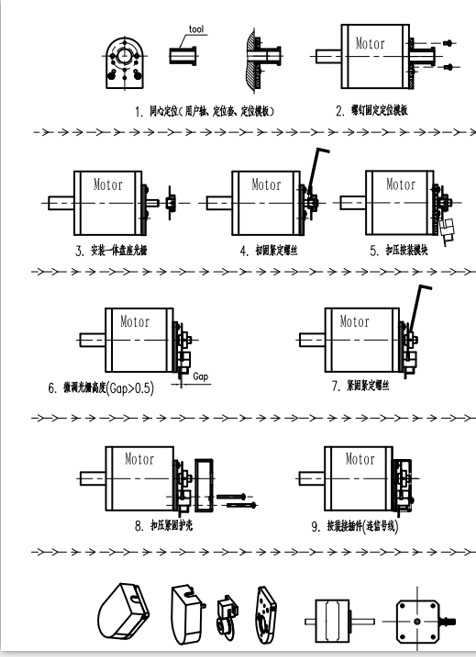 tool
Motor
1. 同心定位(用户轴、定位套、定位模板)
2. 螺钉固定定位模板
Motor
Motor
Motor
3. 安装一体盘座光栅
4. 初固紧定螺丝
5. 扣压按装模块
Motor
Motor
Gap
6. 微调光栅高度(Gap>0.5)
7. 紧固紧定螺丝
Motor
Motor
8. 扣压紧固护壳
9. 按装接插件(连信号线)